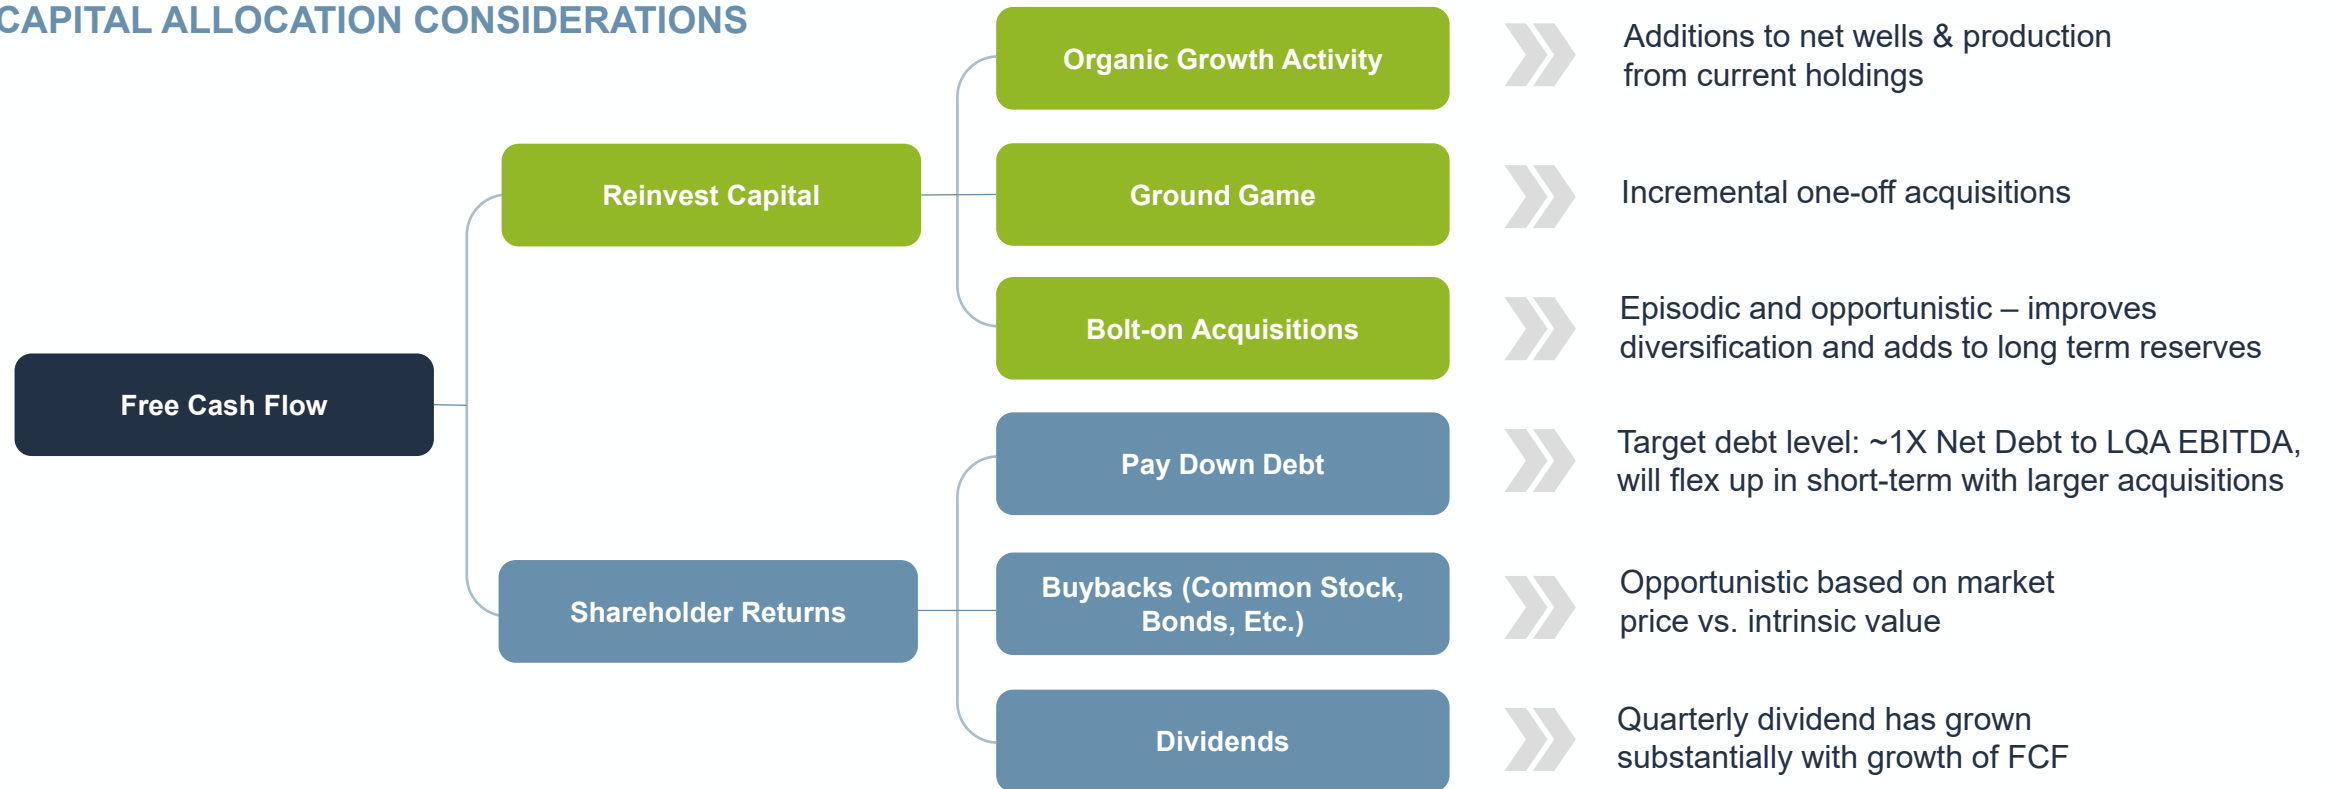 CAPITAL ALLOCATION CONSIDERATIONS
Organic Growth Activity
Additions to net wells & production
from current holdings
Reinvest Capital
Ground Game
Incremental one-off acquisitions
Bolt-on Acquisitions
Episodic and opportunistic – improves
diversification and adds to long term reserves
Free Cash Flow
Pay Down Debt
Target debt level: ~1X Net Debt to LQA EBITDA,
will flex up in short-term with larger acquisitions
Shareholder Returns
Buybacks (Common Stock,
Bonds, Etc.)
Opportunistic based on market
price vs. intrinsic value
Dividends
Quarterly dividend has grown
substantially with growth of FCF